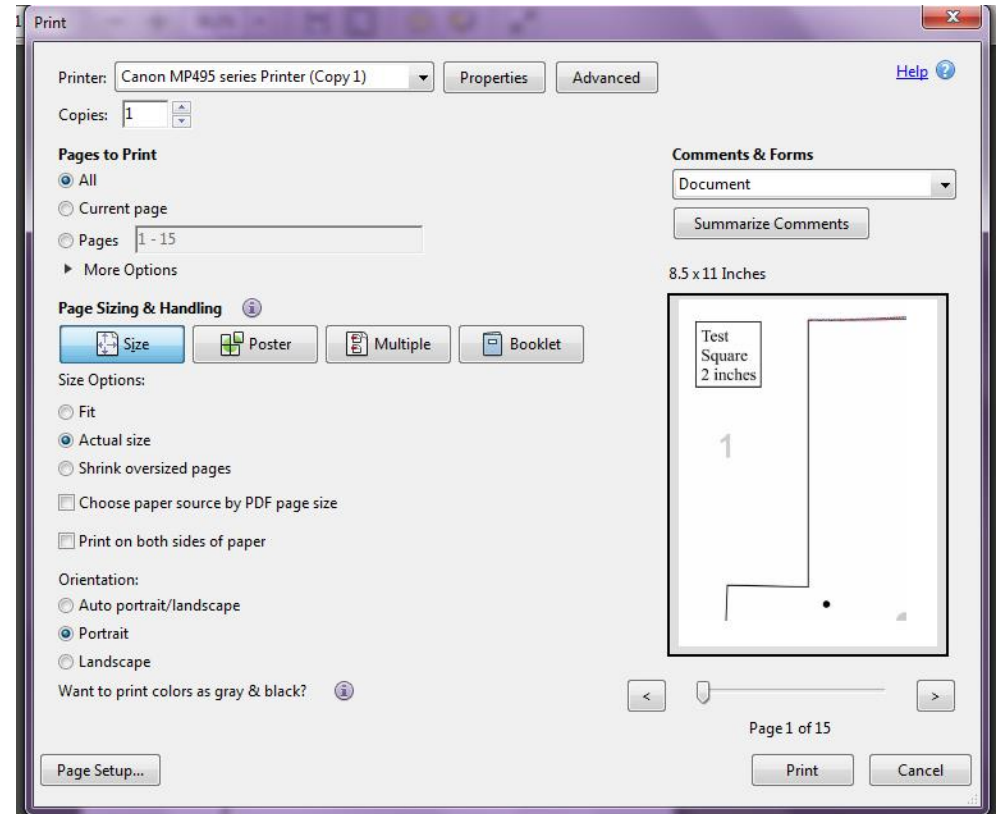 Print
Printer: Canon MP495 series Printer (Copy 1) Properties Advanced Help
Copies: 1
Pages to Print
All
Current page
Pages 1 - 15
More Options
Comments & Forms
Document
Summarize Comments
8.5 x 11 Inches
Page Sizing & Handling
Size Poster Multiple Booklet
Size Options:
Fit
Actual size
Shrink oversized pages
Choose paper source by PDF page size
Print on both sides of paper
Orientation:
Auto portrait/landscape
Portrait
Landscape
Want to print colors as gray & black?
Test
Square
2 inches
1
< >
Page 1 of 15
Page Setup... Print Cancel